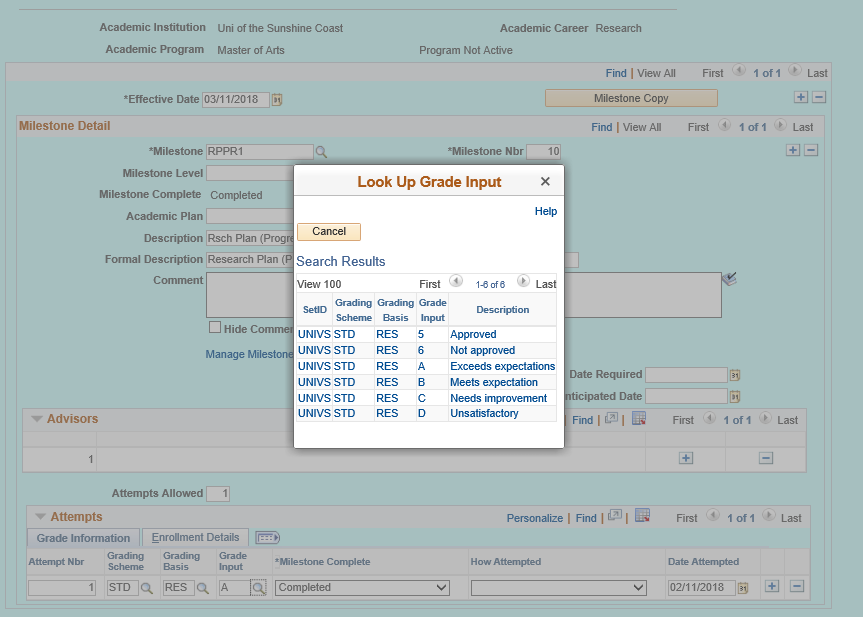 Academic Institution Uni of the Sunshine Coast Academic Career Research
Academic Program Master of Arts Program Not Active
Find | View All First 1 of 1 Last
*Effective Date 03/11/2018 Milestone Copy
Milestone Detail Find | View All First 1 of 1 Last
*Milestone RPPR1 *Milestone Nbr 10
Milestone Level
Milestone Complete Completed
Academic Plan
Description Rsch Plan (Progre
Formal Description Research Plan (P
Comment
Hide Commen
Manage Milestone
Look Up Grade Input ×
Help
Cancel
Search Results
View 100 First 1-6 of 6 Last
SetID Grading Scheme Grading Basis Grade Input Description
UNIVS STD RES 5 Approved
UNIVS STD RES 6 Not approved
UNIVS STD RES A Exceeds expectations
UNIVS STD RES B Meets expectation
UNIVS STD RES C Needs improvement
UNIVS STD RES D Unsatisfactory
Date Required
nticipated Date
Advisors Find | | First 1 of 1 Last
1
Attempts Allowed 1
Attempts Personalize | Find | | First 1 of 1 Last
Grade Information Enrollment Details
Attempt Nbr Grading Scheme Grading Basis Grade Input *Milestone Complete How Attempted Date Attempted
1 STD RES A Completed 02/11/2018